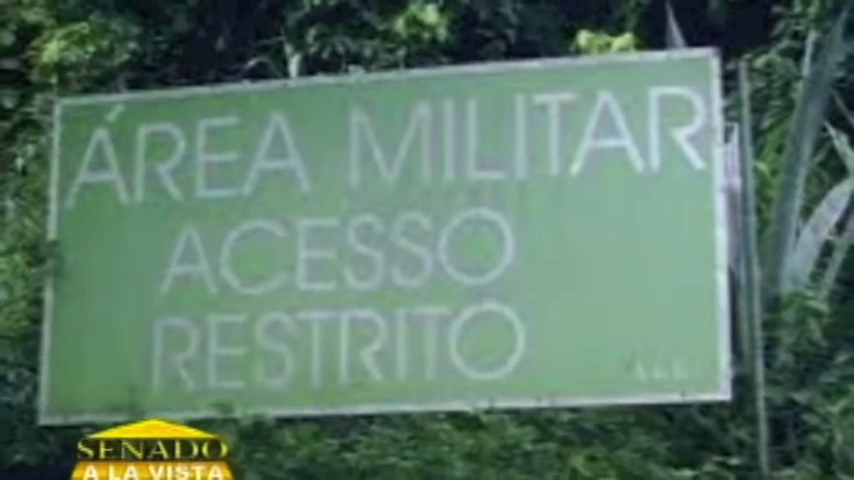 ÁREA MILITAR
ACESSO
RESTRITO
SENADO
A LA VISTA